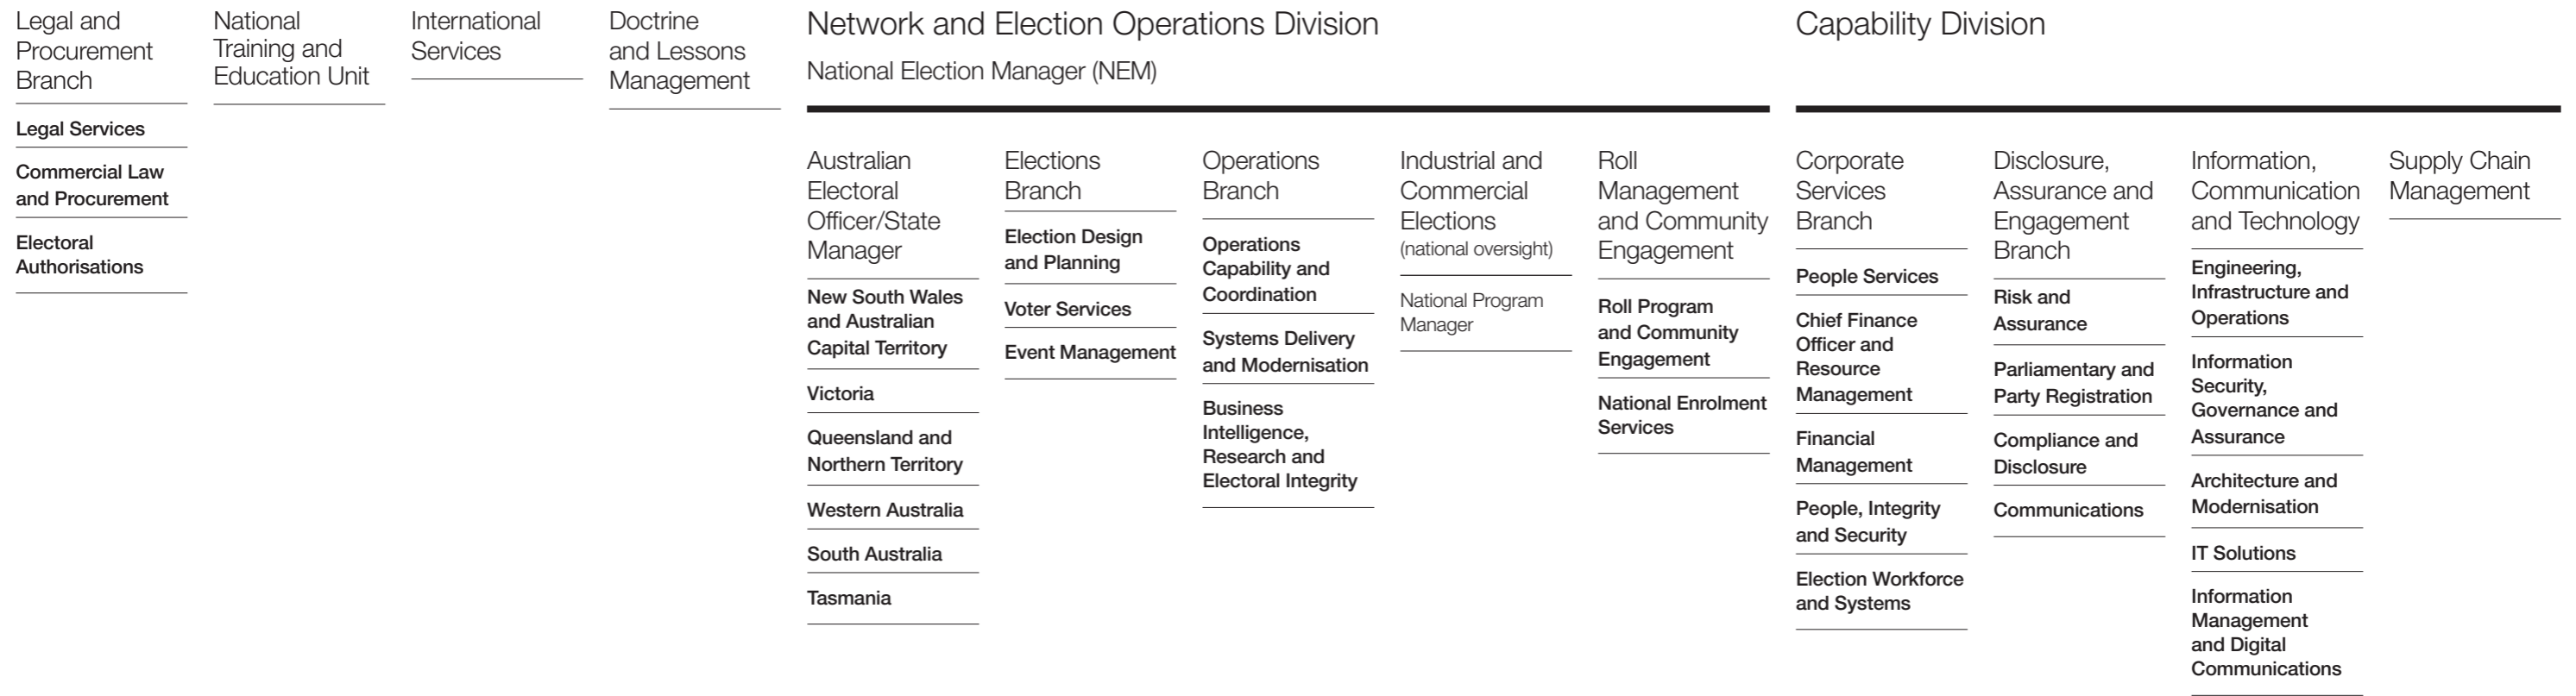 Legal and
Procurement
Branch
Legal Services
Commercial Law
and Procurement
Electoral
Authorisations
National
Training and
Education Unit
International
Services
Doctrine
and Lessons
Management
Network and Election Operations Division
National Election Manager (NEM)
Australian
Electoral
Officer/State
Manager
New South Wales
and Australian
Capital Territory
Victoria
Queensland and
Northern Territory
Western Australia
South Australia
Tasmania
Elections
Branch
Election Design
and Planning
Voter Services
Event Management
Operations
Branch
Operations
Capability and
Coordination
Systems Delivery
and Modernisation
Business
Intelligence,
Research and
Electoral Integrity
Industrial and
Commercial
Elections
(national oversight)
National Program
Manager
Roll
Management
and Community
Engagement
Roll Program
and Community
Engagement
National Enrolment
Services
Capability Division
Corporate
Services
Branch
People Services
Chief Finance
Officer and
Resource
Management
Financial
Management
People, Integrity
and Security
Election Workforce
and Systems
Disclosure,
Assurance and
Engagement
Branch
Risk and
Assurance
Parliamentary and
Party Registration
Compliance and
Disclosure
Communications
Information,
Communication
and Technology
Engineering,
Infrastructure and
Operations
Information
Security,
Governance and
Assurance
Architecture and
Modernisation
IT Solutions
Information
Management
and Digital
Communications
Supply Chain
Management